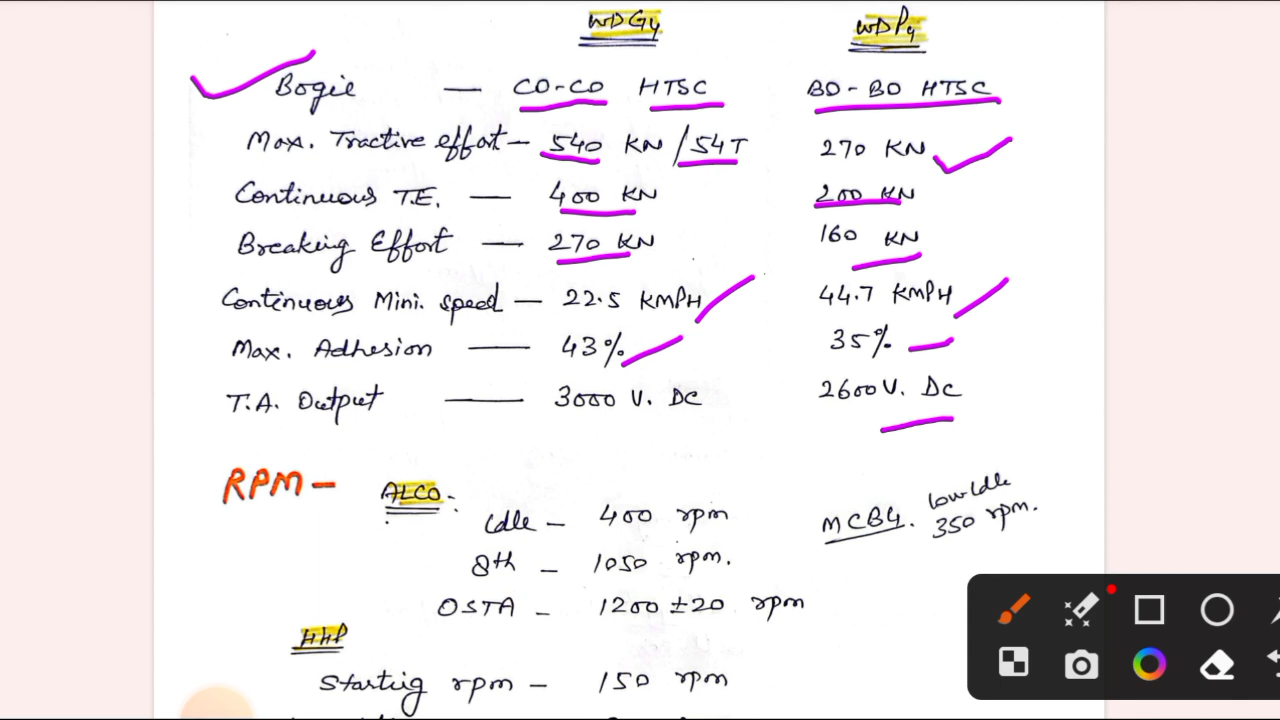 WDG4 WDP4
Bogie — CO-CO HTSC BO-BO HTSC
Max. Tractive effort — 540 KN / 54T 270 KN
Continuous T.E. — 400 KN 200 KN
Breaking Effort — 270 KN 160 KN
Continuous Mini. speed — 22.5 KMPH 44.7 KMPH
Max. Adhesion — 43% 35%
T.A. Output — 3000 V. DC 2600 V. DC
RPM —
ALCO -:
Idle — 400 rpm
8th — 1050 rpm.
OSTA — 1200 ±20 rpm
MCBG. low Idle
350 rpm.
HHP
Starting rpm — 150 rpm